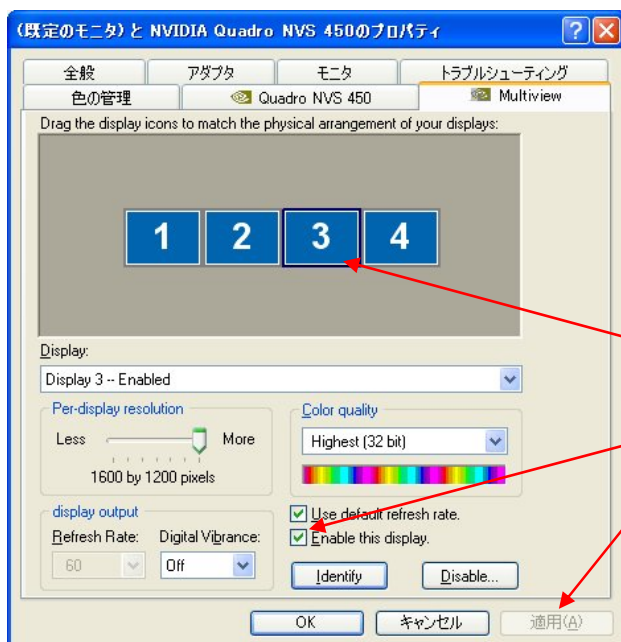 (既定のモニタ) と NVIDIA Quadro NVS 450のプロパティ
全般 アダプタ モニタ トラブルシューティング
色の管理 Quadro NVS 450 Multiview
Drag the display icons to match the physical arrangement of your displays:
1 2 3 4
Display:
Display 3 -- Enabled
Per-display resolution
Less More
1600 by 1200 pixels
Color quality
Highest (32 bit)
display output
Refresh Rate: Digital Vibrance:
60 Off
Use default refresh rate.
Enable this display.
Identify Disable...
OK キャンセル 適用(A)